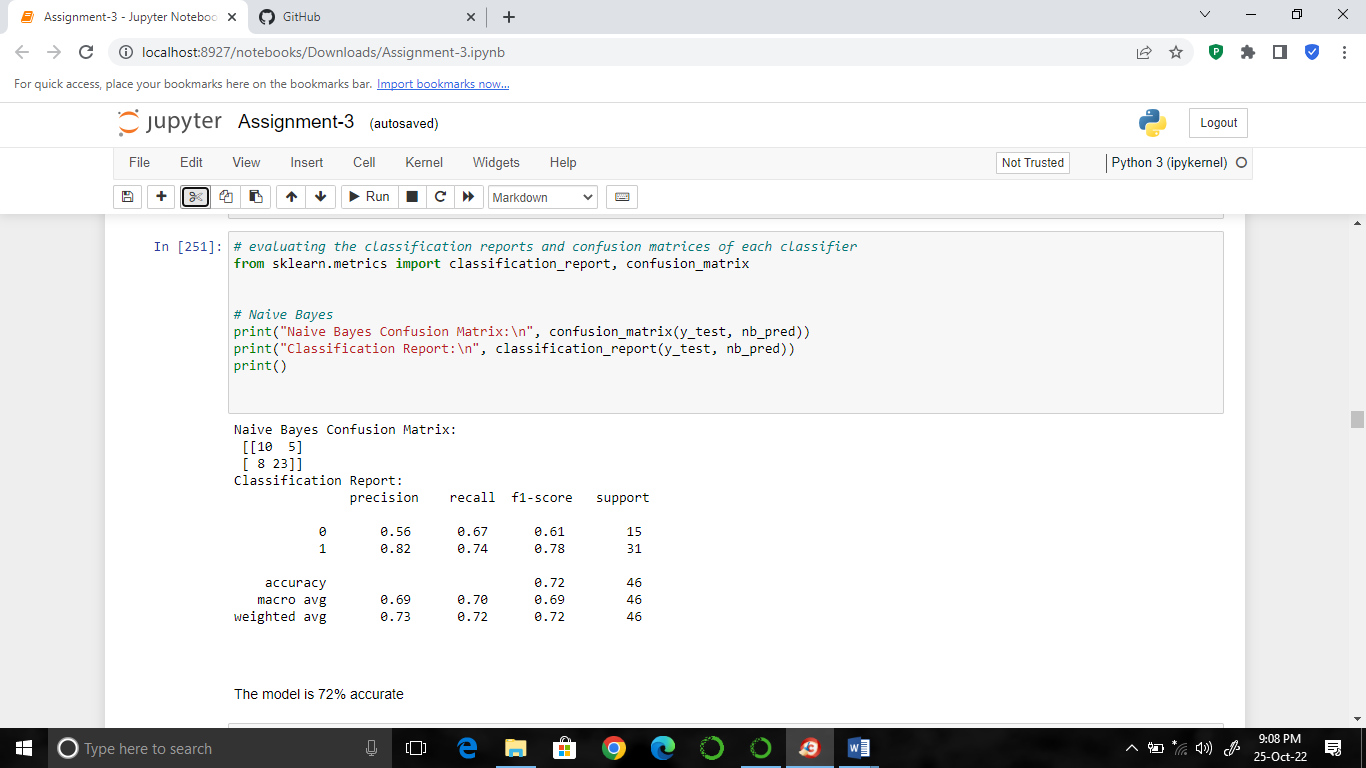 Assignment-3 - Jupyter Noteboo
GitHub
localhost:8927/notebooks/Downloads/Assignment-3.ipynb
For quick access, place your bookmarks here on the bookmarks bar. Import bookmarks now...
jupyter Assignment-3 (autosaved)
Logout
File Edit View Insert Cell Kernel Widgets Help
Not Trusted
Python 3 (ipykernel)
Run
Markdown
In [251]:
# evaluating the classification reports and confusion matrices of each classifier
from sklearn.metrics import classification_report, confusion_matrix
# Naive Bayes
print("Naive Bayes Confusion Matrix:\n", confusion_matrix(y_test, nb_pred))
print("Classification Report:\n", classification_report(y_test, nb_pred))
print()
Naive Bayes Confusion Matrix:
[[10 5]
[ 8 23]]
Classification Report:
precision recall f1-score support
0 0.56 0.67 0.61 15
1 0.82 0.74 0.78 31
accuracy 0.72 46
macro avg 0.69 0.70 0.69 46
weighted avg 0.73 0.72 0.72 46
The model is 72% accurate
Type here to search
9:08 PM
25-Oct-22